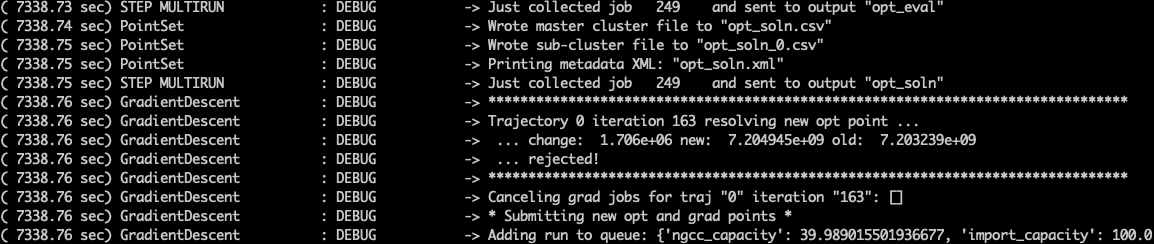 ( 7338.73 sec) STEP MULTIRUN            : DEBUG           -> Just collected job   249    and sent to output "opt_eval"
( 7338.74 sec) PointSet                 : DEBUG           -> Wrote master cluster file to "opt_soln.csv"
( 7338.75 sec) PointSet                 : DEBUG           -> Wrote sub-cluster file to "opt_soln_0.csv"
( 7338.75 sec) PointSet                 : DEBUG           -> Printing metadata XML: "opt_soln.xml"
( 7338.75 sec) STEP MULTIRUN            : DEBUG           -> Just collected job   249    and sent to output "opt_soln"
( 7338.76 sec) GradientDescent          : DEBUG           -> ********************************************************************************
( 7338.76 sec) GradientDescent          : DEBUG           -> Trajectory 0 iteration 163 resolving new opt point ...
( 7338.76 sec) GradientDescent          : DEBUG           ->  ... change:  1.706e+06 new:  7.204945e+09 old:  7.203239e+09
( 7338.76 sec) GradientDescent          : DEBUG           ->  ... rejected!
( 7338.76 sec) GradientDescent          : DEBUG           -> ********************************************************************************
( 7338.76 sec) GradientDescent          : DEBUG           -> Canceling grad jobs for traj "0" iteration "163": []
( 7338.76 sec) GradientDescent          : DEBUG           -> * Submitting new opt and grad points *
( 7338.76 sec) GradientDescent          : DEBUG           -> Adding run to queue: {'ngcc_capacity': 39.989015501936677, 'import_capacity': 100.0